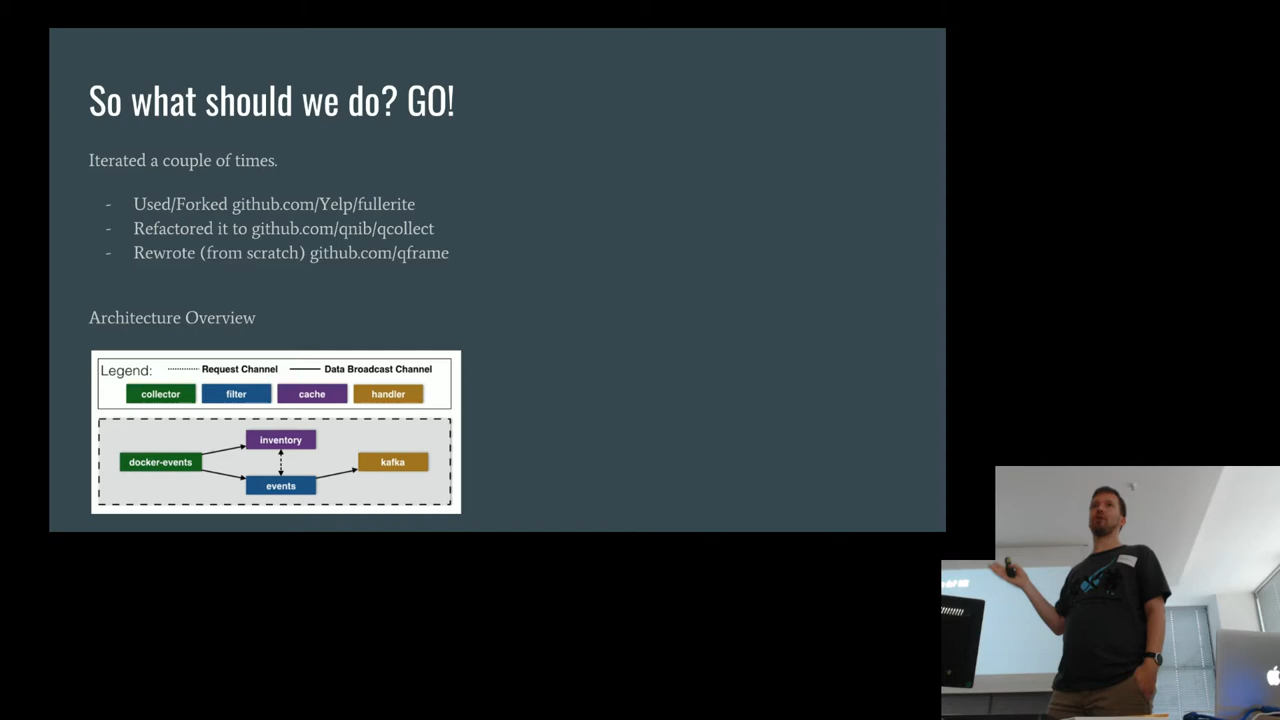 So what should we do? GO!
Iterated a couple of times.
- Used/Forked github.com/Yelp/fullerite
- Refactored it to github.com/qnib/qcollect
- Rewrote (from scratch) github.com/qframe
Architecture Overview
Legend: Request Channel Data Broadcast Channel
collector filter cache handler
inventory
docker-events kafka
events